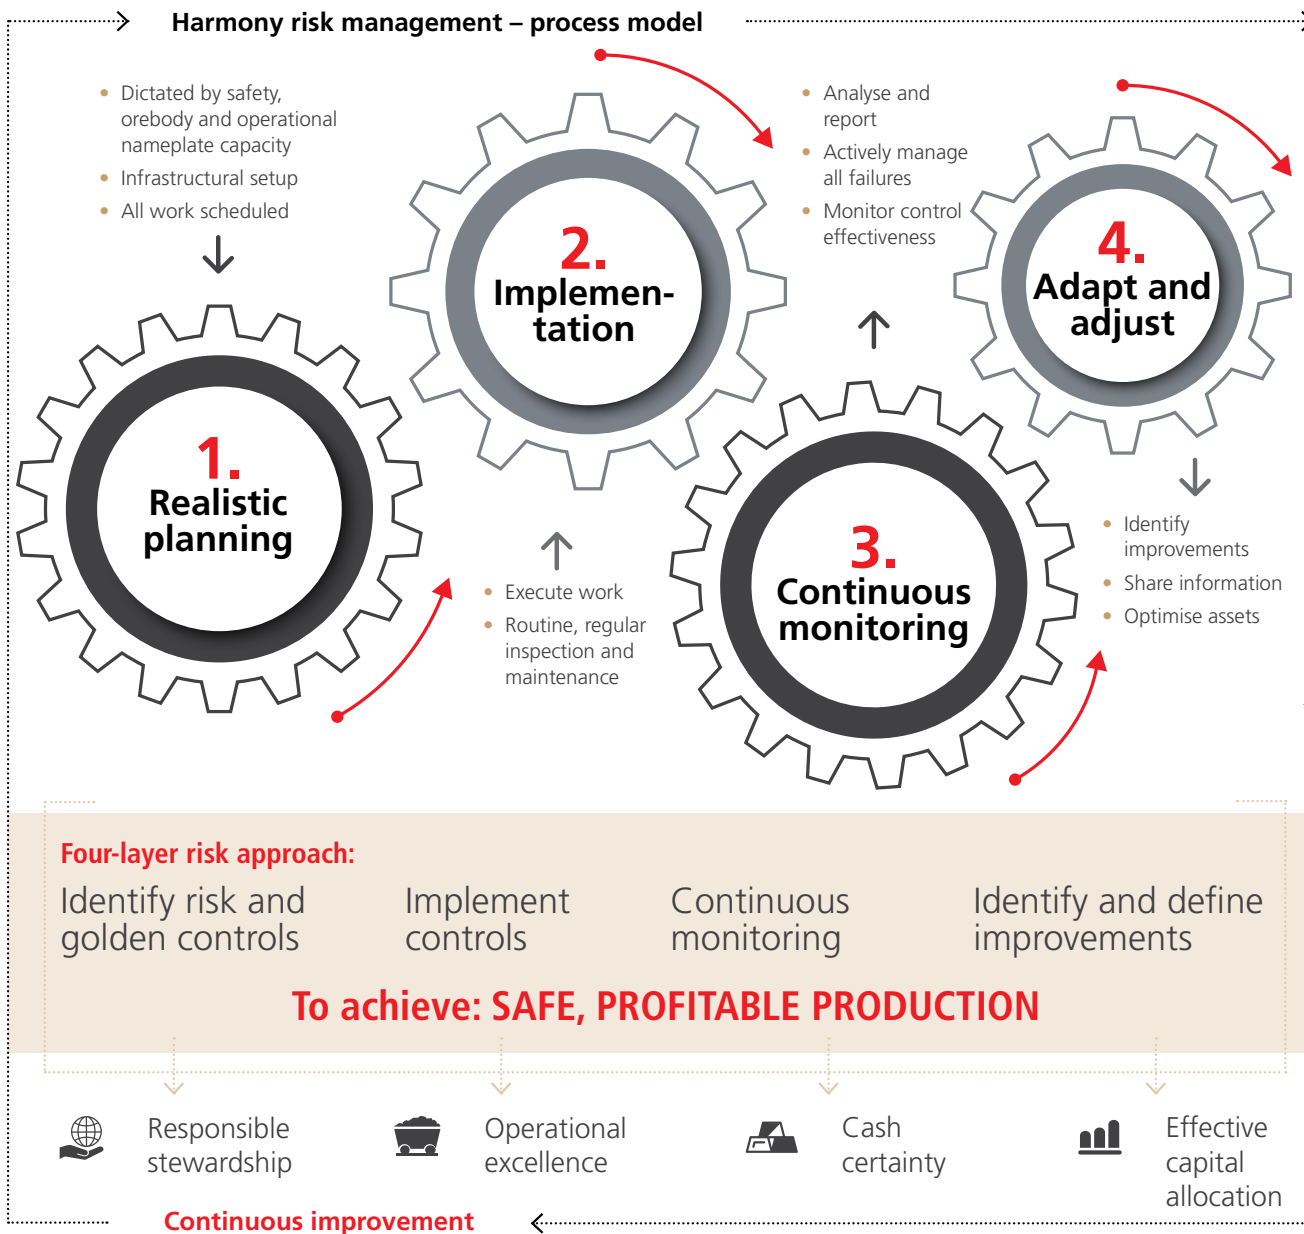 Harmony risk management – process model
• Dictated by safety,
orebody and operational
nameplate capacity
• Infrastructural setup
• All work scheduled
1.
Realistic
planning
2.
Implemen-
tation
• Execute work
• Routine, regular
inspection and
maintenance
• Analyse and
report
• Actively manage
all failures
• Monitor control
effectiveness
3.
Continuous
monitoring
4.
Adapt and
adjust
• Identify
improvements
• Share information
• Optimise assets
Four-layer risk approach:
Identify risk and
golden controls
Implement
controls
Continuous
monitoring
Identify and define
improvements
To achieve: SAFE, PROFITABLE PRODUCTION
Responsible
stewardship
Operational
excellence
Cash
certainty
Effective
capital
allocation
Continuous improvement